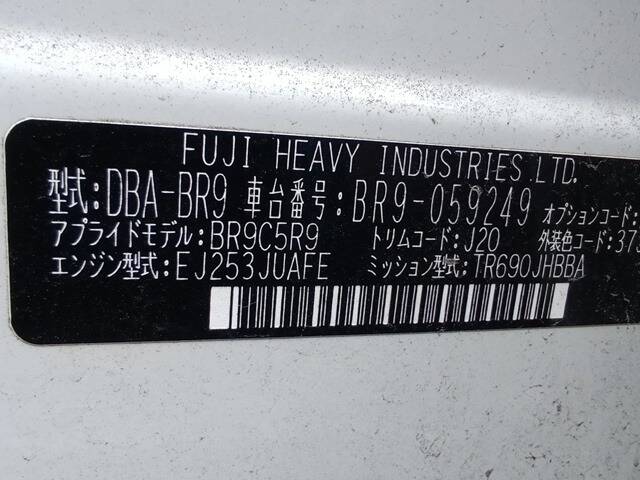 FUJI HEAVY INDUSTRIES.LTD.
型式:DBA-BR9 車台番号:BR9-059249 オプションコード:
アプライドモデル:BR9C5R9 トリムコード:J20 外装色コード:37
エンジン型式:EJ253JUAFE ミッション型式:TR690JHBBA